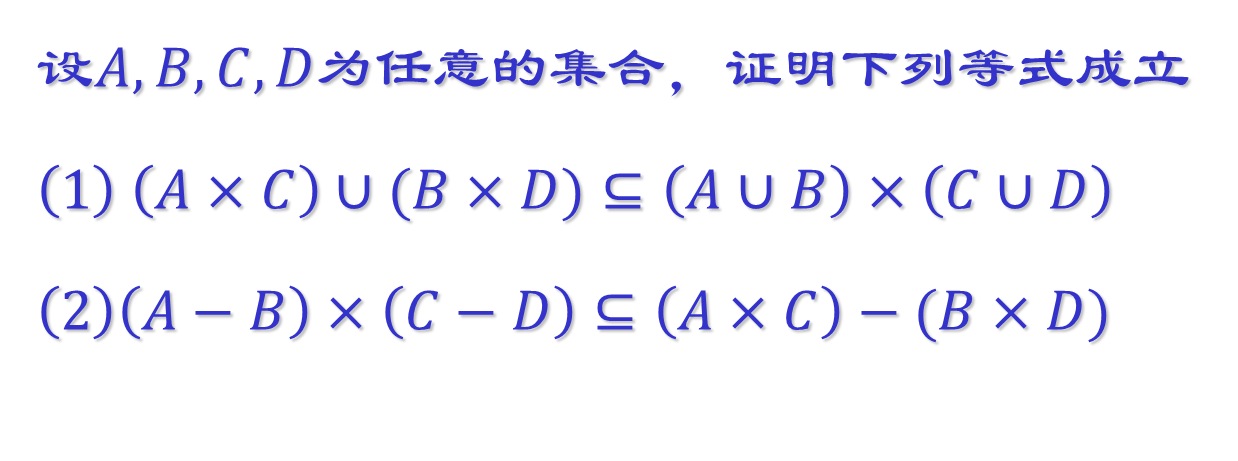 设A, B, C, D为任意的集合，证明下列等式成立
(1) (A × C) ∪ (B × D) ⊆ (A ∪ B) × (C ∪ D)
(2)(A − B) × (C − D) ⊆ (A × C) − (B × D)